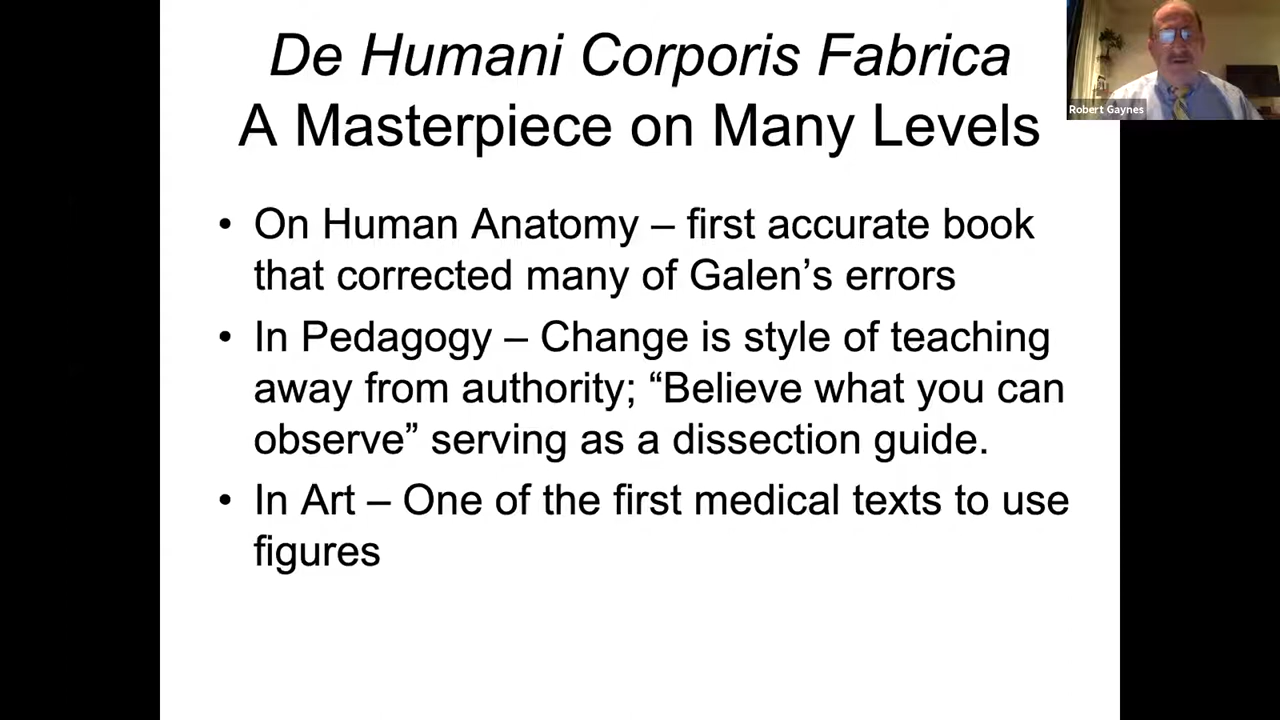 De Humani Corporis Fabrica
A Masterpiece on Many Levels
Robert Gaynes
• On Human Anatomy – first accurate book
that corrected many of Galen’s errors
• In Pedagogy – Change is style of teaching
away from authority; “Believe what you can
observe” serving as a dissection guide.
• In Art – One of the first medical texts to use
figures